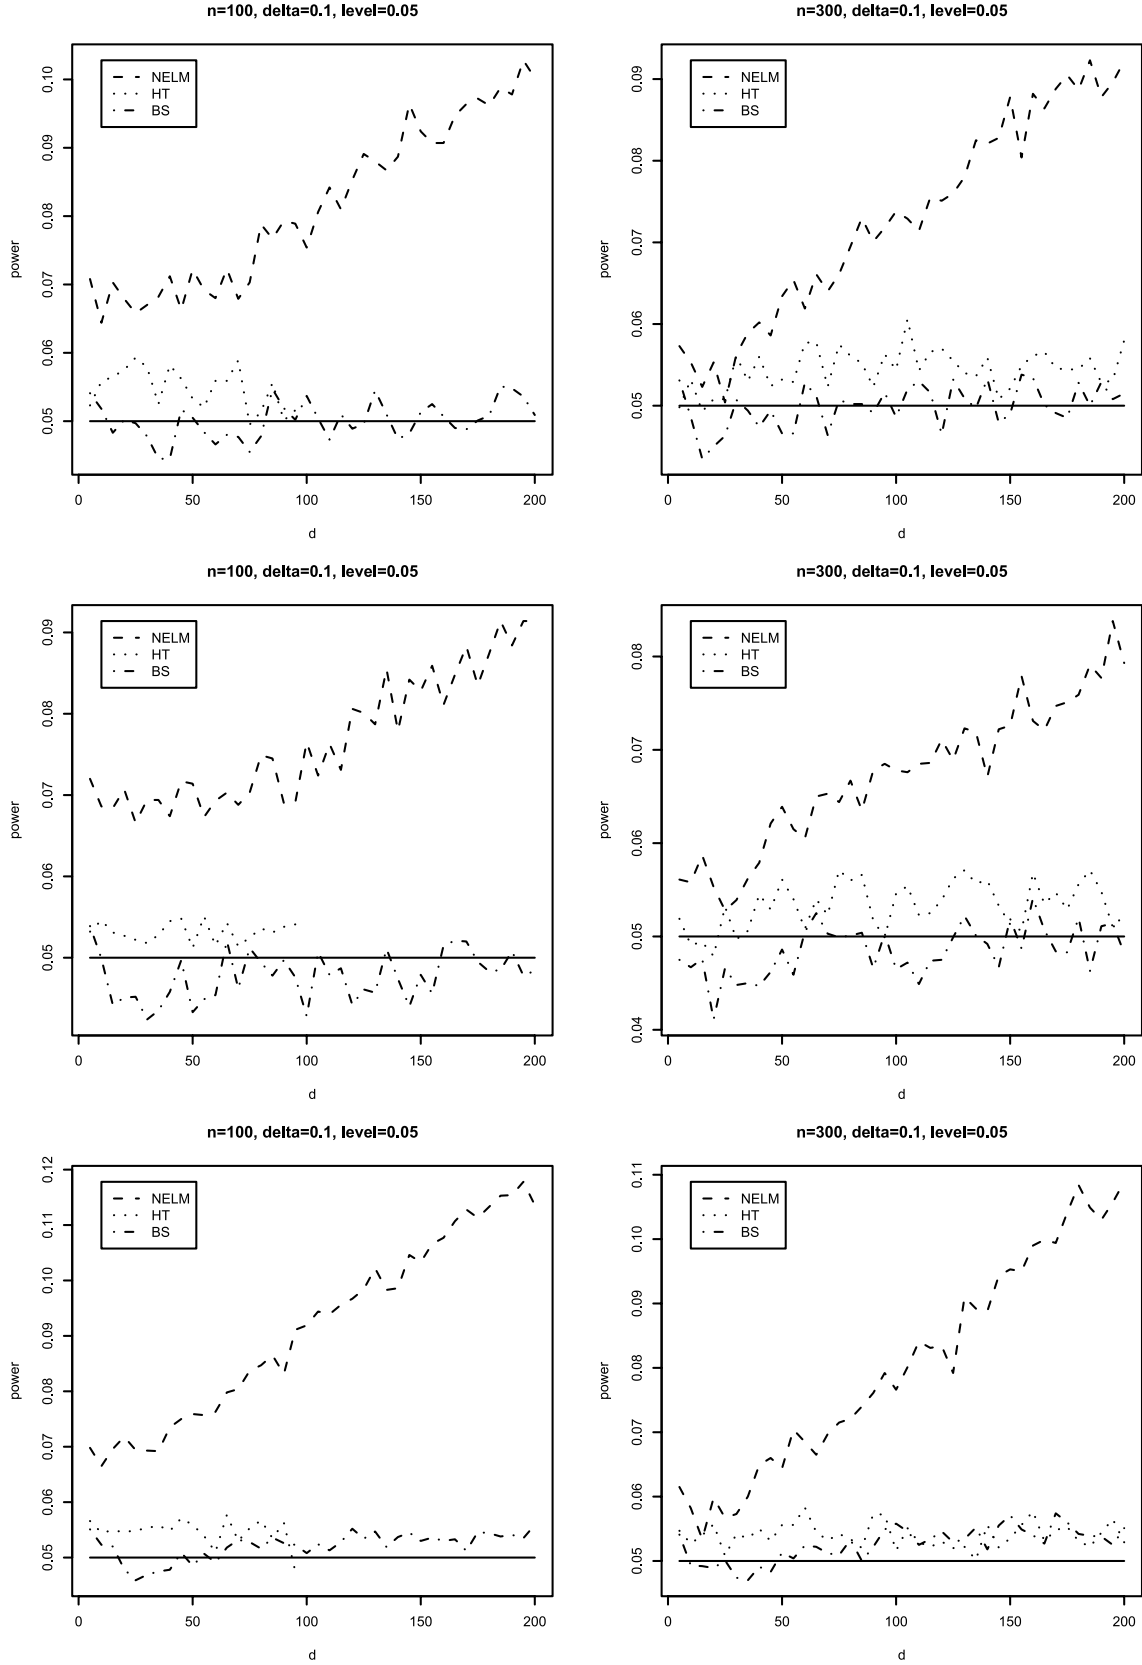 n=100, delta=0.1, level=0.05
NELM
HT
BS
power
0.05 0.06 0.07 0.08 0.09 0.10
0 50 100 150 200
d
n=300, delta=0.1, level=0.05
NELM
HT
BS
power
0.05 0.06 0.07 0.08 0.09
0 50 100 150 200
d
n=100, delta=0.1, level=0.05
NELM
HT
BS
power
0.05 0.06 0.07 0.08 0.09
0 50 100 150 200
d
n=300, delta=0.1, level=0.05
NELM
HT
BS
power
0.04 0.05 0.06 0.07 0.08
0 50 100 150 200
d
n=100, delta=0.1, level=0.05
NELM
HT
BS
power
0.05 0.06 0.07 0.08 0.09 0.10 0.11 0.12
0 50 100 150 200
d
n=300, delta=0.1, level=0.05
NELM
HT
BS
power
0.05 0.06 0.07 0.08 0.09 0.10 0.11
0 50 100 150 200
d